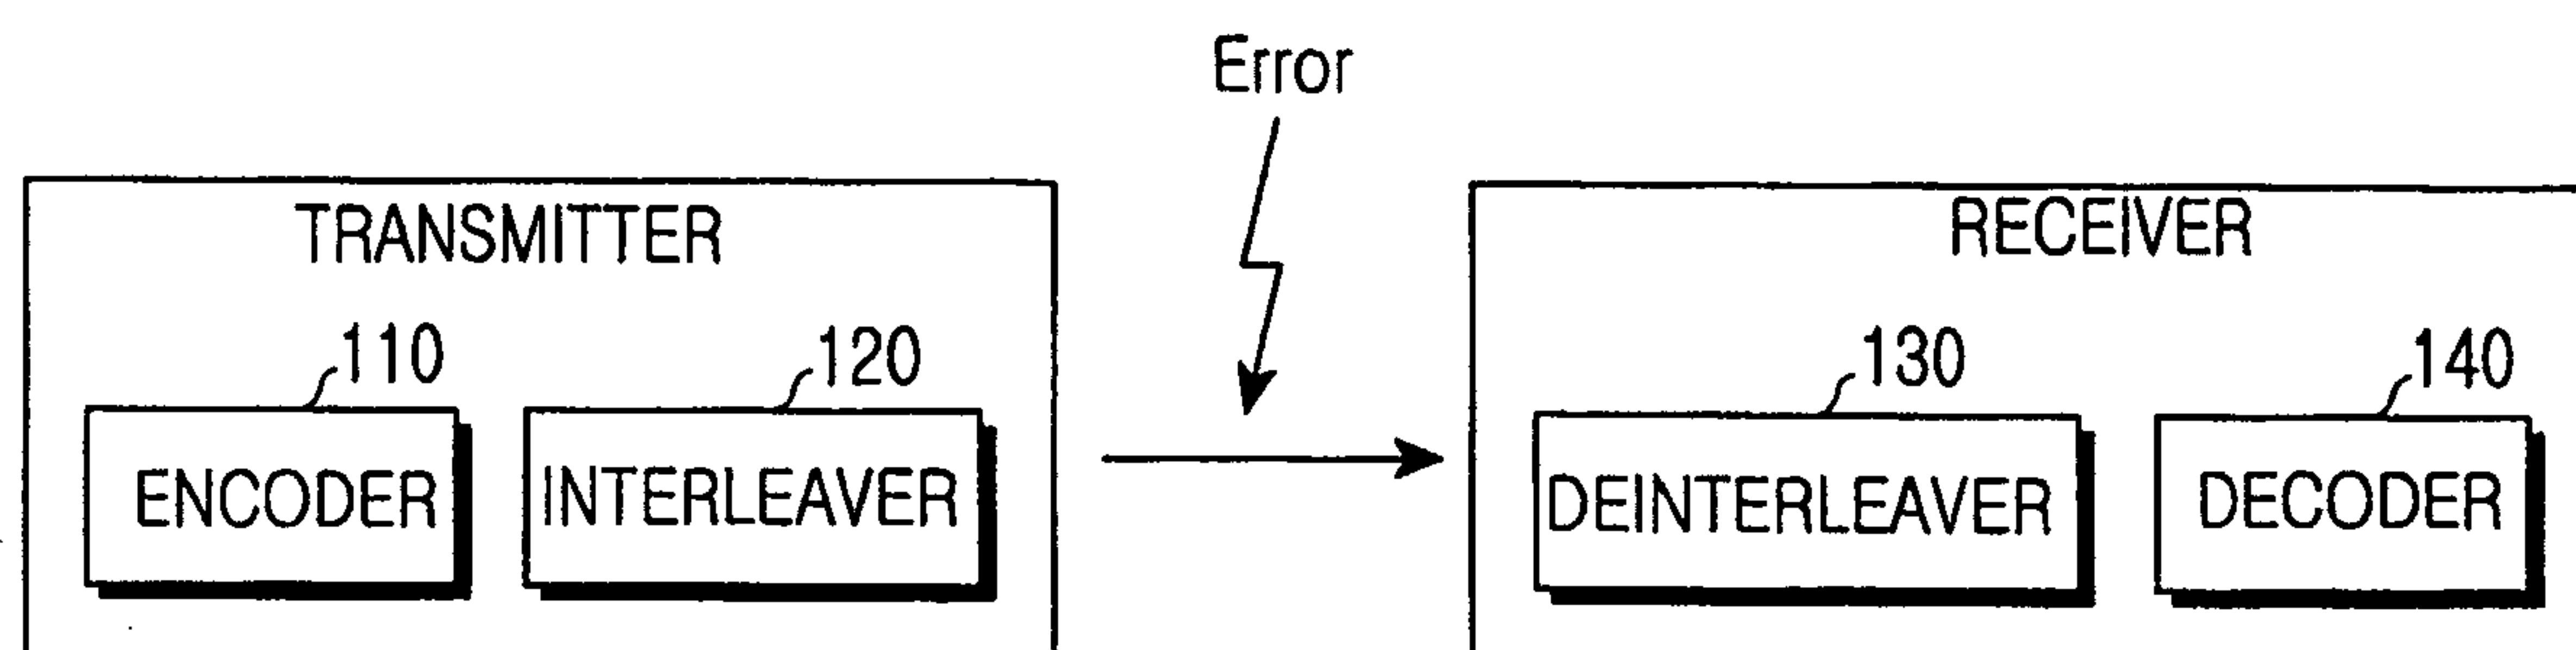 Error
TRANSMITTER
RECEIVER
110
120
130
140
ENCODER
INTERLEAVER
DEINTERLEAVER
DECODER